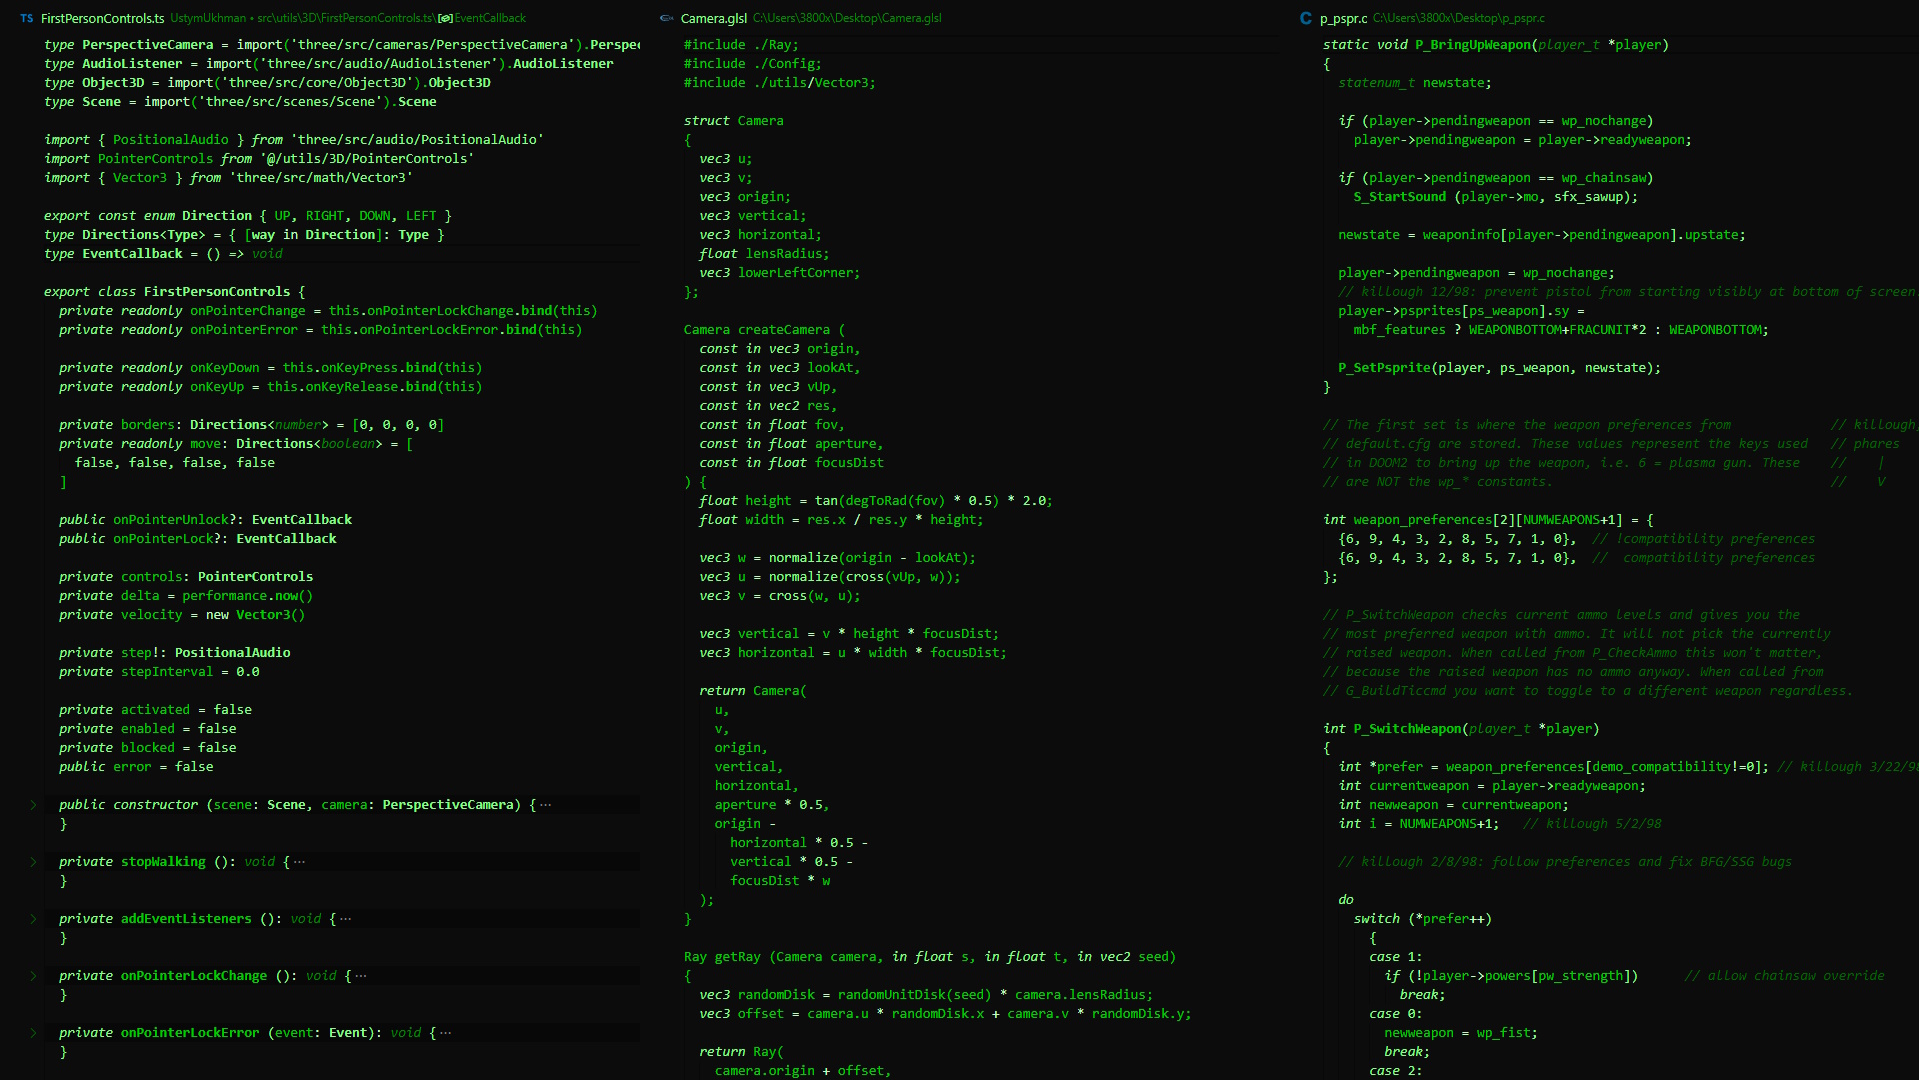 FirstPersonControls.ts UstymUkhman • src\utils\3D\FirstPersonControls.ts\EventCallback
type PerspectiveCamera = import('three/src/cameras/PerspectiveCamera').Perspec
type AudioListener = import('three/src/audio/AudioListener').AudioListener
type Object3D = import('three/src/core/Object3D').Object3D
type Scene = import('three/src/scenes/Scene').Scene
import { PositionalAudio } from 'three/src/audio/PositionalAudio'
import PointerControls from '@/utils/3D/PointerControls'
import { Vector3 } from 'three/src/math/Vector3'
export const enum Direction { UP, RIGHT, DOWN, LEFT }
type Directions<Type> = { [way in Direction]: Type }
type EventCallback = () => void
export class FirstPersonControls {
private readonly onPointerChange = this.onPointerLockChange.bind(this)
private readonly onPointerError = this.onPointerLockError.bind(this)
private readonly onKeyDown = this.onKeyPress.bind(this)
private readonly onKeyUp = this.onKeyRelease.bind(this)
private borders: Directions<number> = [0, 0, 0, 0]
private readonly move: Directions<boolean> = [
false, false, false, false
]
public onPointerUnlock?: EventCallback
public onPointerLock?: EventCallback
private controls: PointerControls
private delta = performance.now()
private velocity = new Vector3()
private step!: PositionalAudio
private stepInterval = 0.0
private activated = false
private enabled = false
private blocked = false
public error = false
public constructor (scene: Scene, camera: PerspectiveCamera) {···
}
private stopWalking (): void {···
}
private addEventListeners (): void {···
}
private onPointerLockChange (): void {···
}
private onPointerLockError (event: Event): void {···
}
Camera.glsl C:\Users\3800x\Desktop\Camera.glsl
#include ./Ray;
#include ./Config;
#include ./utils/Vector3;
struct Camera
{
vec3 u;
vec3 v;
vec3 origin;
vec3 vertical;
vec3 horizontal;
float lensRadius;
vec3 lowerLeftCorner;
};
Camera createCamera (
const in vec3 origin,
const in vec3 lookAt,
const in vec3 vUp,
const in vec2 res,
const in float fov,
const in float aperture,
const in float focusDist
) {
float height = tan(degToRad(fov) * 0.5) * 2.0;
float width = res.x / res.y * height;
vec3 w = normalize(origin - lookAt);
vec3 u = normalize(cross(vUp, w));
vec3 v = cross(w, u);
vec3 vertical = v * height * focusDist;
vec3 horizontal = u * width * focusDist;
return Camera(
u,
v,
origin,
vertical,
horizontal,
aperture * 0.5,
origin -
horizontal * 0.5 -
vertical * 0.5 -
focusDist * w
);
}
Ray getRay (Camera camera, in float s, in float t, in vec2 seed)
{
vec3 randomDisk = randomUnitDisk(seed) * camera.lensRadius;
vec3 offset = camera.u * randomDisk.x + camera.v * randomDisk.y;
return Ray(
camera.origin + offset,
p_pspr.c C:\Users\3800x\Desktop\p_pspr.c
static void P_BringUpWeapon(player_t *player)
{
statenum_t newstate;
if (player->pendingweapon == wp_nochange)
player->pendingweapon = player->readyweapon;
if (player->pendingweapon == wp_chainsaw)
S_StartSound (player->mo, sfx_sawup);
newstate = weaponinfo[player->pendingweapon].upstate;
player->pendingweapon = wp_nochange;
// killough 12/98: prevent pistol from starting visibly at bottom of screen:
player->psprites[ps_weapon].sy =
mbf_features ? WEAPONBOTTOM+FRACUNIT*2 : WEAPONBOTTOM;
P_SetPsprite(player, ps_weapon, newstate);
}
// The first set is where the weapon preferences from // killough,
// default.cfg are stored. These values represent the keys used // phares
// in DOOM2 to bring up the weapon, i.e. 6 = plasma gun. These // |
// are NOT the wp_* constants. // V
int weapon_preferences[2][NUMWEAPONS+1] = {
{6, 9, 4, 3, 2, 8, 5, 7, 1, 0}, // !compatibility preferences
{6, 9, 4, 3, 2, 8, 5, 7, 1, 0}, // compatibility preferences
};
// P_SwitchWeapon checks current ammo levels and gives you the
// most preferred weapon with ammo. It will not pick the currently
// raised weapon. When called from P_CheckAmmo this won't matter,
// because the raised weapon has no ammo anyway. When called from
// G_BuildTiccmd you want to toggle to a different weapon regardless.
int P_SwitchWeapon(player_t *player)
{
int *prefer = weapon_preferences[demo_compatibility!=0]; // killough 3/22/98
int currentweapon = player->readyweapon;
int newweapon = currentweapon;
int i = NUMWEAPONS+1; // killough 5/2/98
// killough 2/8/98: follow preferences and fix BFG/SSG bugs
do
switch (*prefer++)
{
case 1:
if (!player->powers[pw_strength]) // allow chainsaw override
break;
case 0:
newweapon = wp_fist;
break;
case 2: